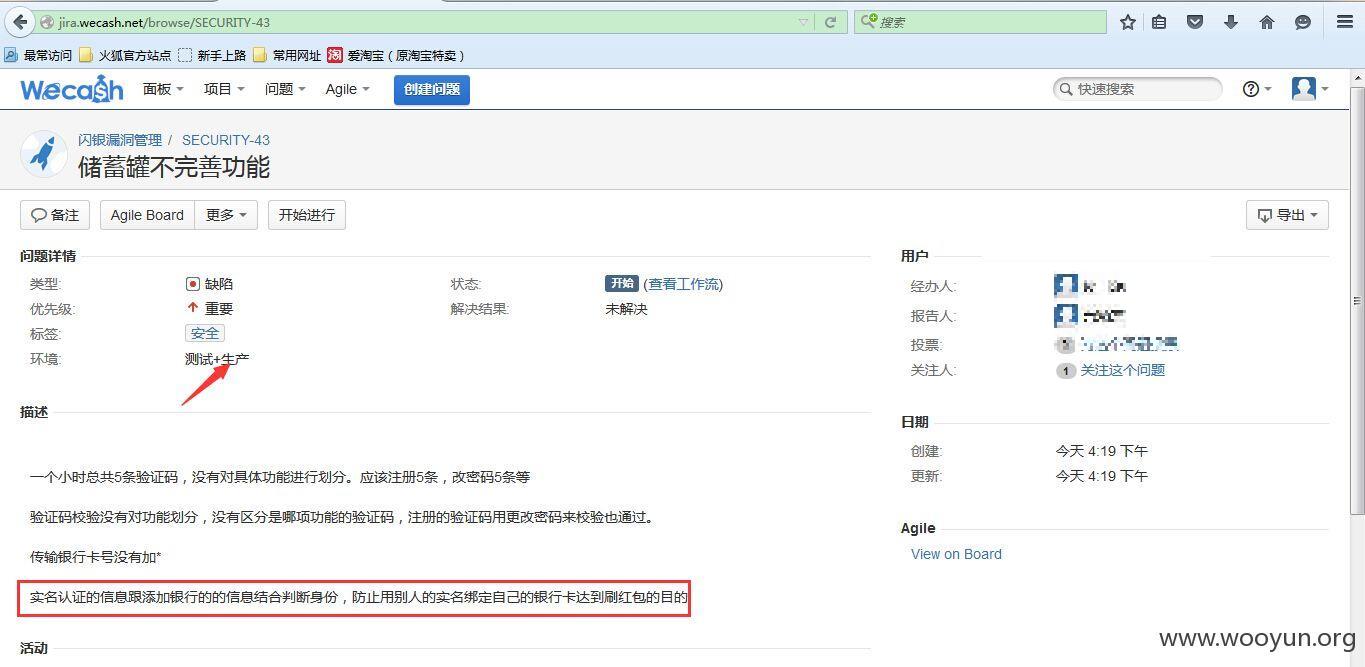 jira.wecash.net/browse/SECURITY-43
搜索
最常访问 火狐官方站点 新手上路 常用网址 淘 爱淘宝（原淘宝特卖）
Wecash 面板 项目 问题 Agile 创建问题 快速搜索
闪银漏洞管理 / SECURITY-43
储蓄罐不完善功能
备注 Agile Board 更多 开始进行 导出
问题详情
类型: 缺陷
优先级: 重要
标签: 安全
环境: 测试+生产
状态: 开始 (查看工作流)
解决结果: 未解决
描述
一个小时总共5条验证码，没有对具体功能进行划分。应该注册5条，改密码5条等
验证码校验没有对功能划分，没有区分是哪项功能的验证码，注册的验证码用更改密码来校验也通过。
传输银行卡号没有加*
实名认证的信息跟添加银行的的信息结合判断身份，防止用别人的实名绑定自己的银行卡达到刷红包的目的
活动
用户
经办人:
报告人:
投票:
关注人: 1 关注这个问题
日期
创建: 今天 4:19 下午
更新: 今天 4:19 下午
Agile
View on Board
www.wooyun.org